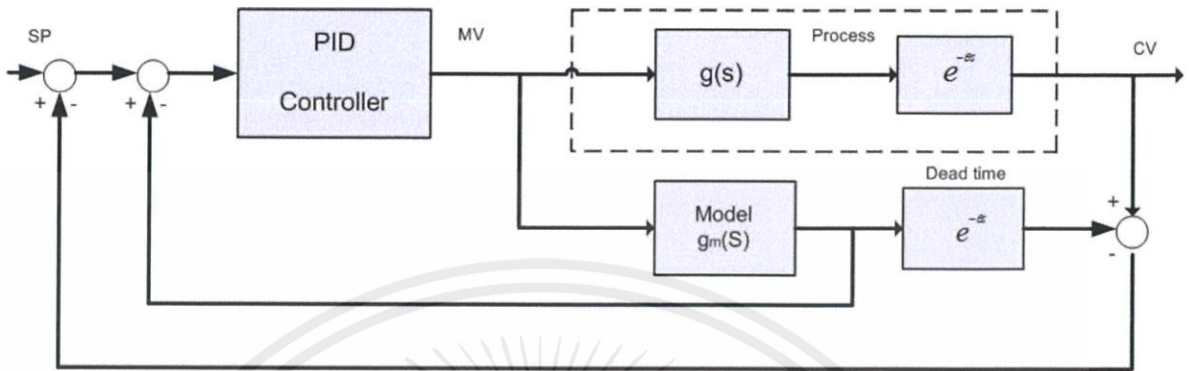 SP
PID
Controller
MV
Process
g(s)
CV
Dead time
Model
gm(S)
+
-
+
-
+
-